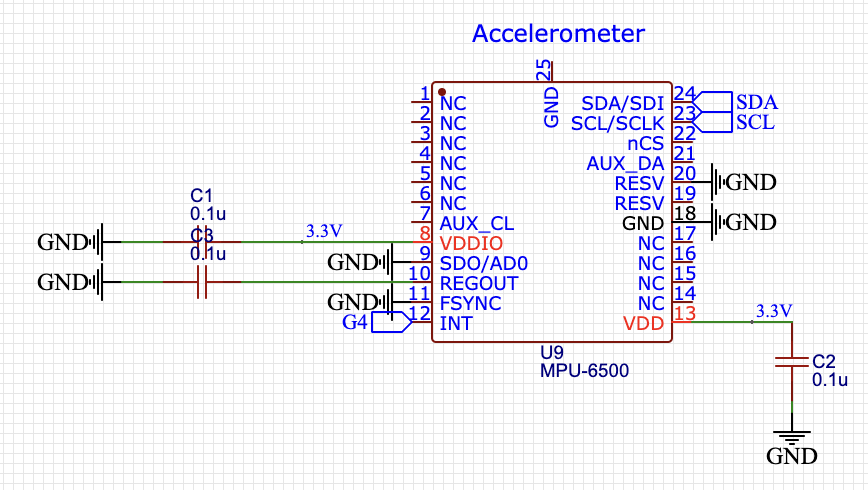 Accelerometer
25
GND
1 NC
2 NC
3 NC
4 NC
5 NC
6 NC
7 AUX_CL
8 VDDIO
9 SDO/AD0
10 REGOUT
11 FSYNC
12 INT
SDA/SDI 24 SDA
SCL/SCLK 23 SCL
nCS 22
AUX_DA 21
RESV 20 GND
RESV 19
GND 18 GND
NC 17
NC 16
NC 15
NC 14
VDD 13
C1
0.1u
C3
0.1u
GND
GND
3.3V
GND
GND
G4
3.3V
U9
MPU-6500
C2
0.1u
GND